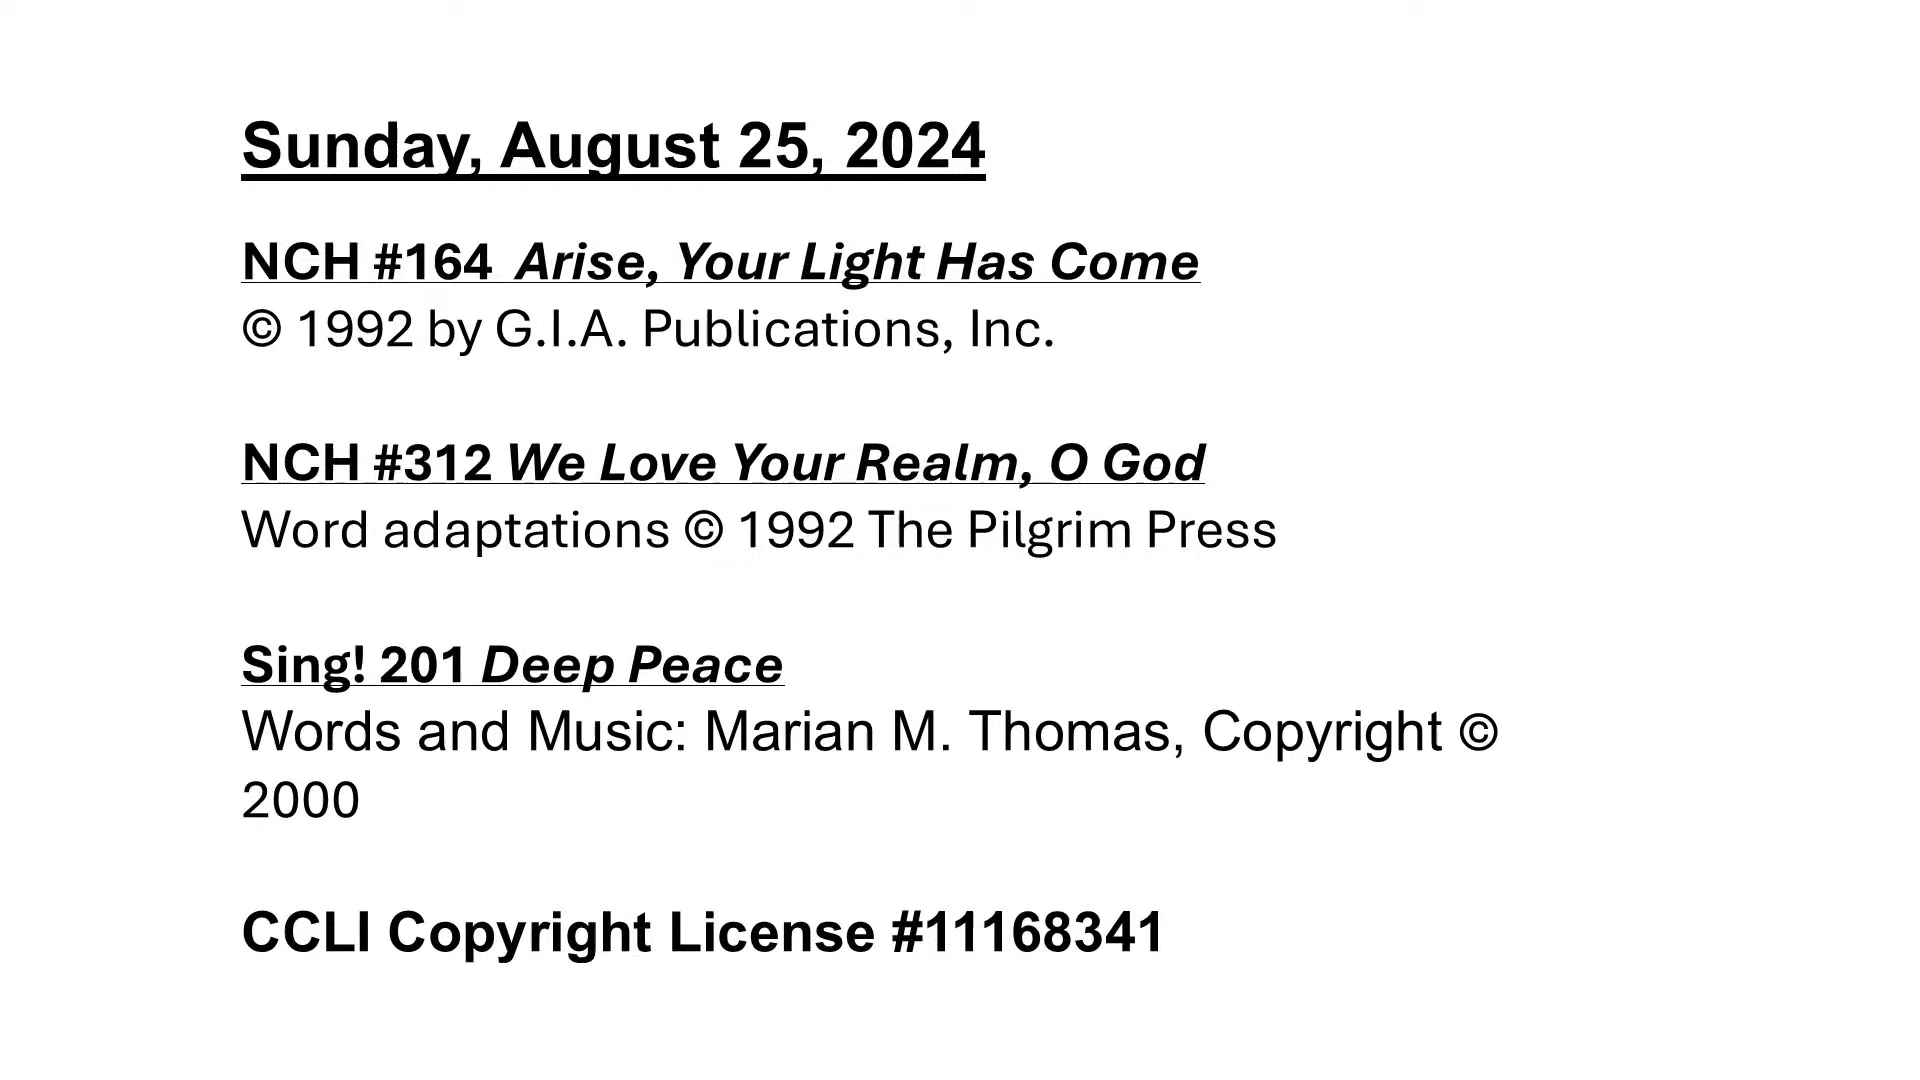 Sunday, August 25, 2024
NCH #164  Arise, Your Light Has Come
© 1992 by G.I.A. Publications, Inc.
NCH #312 We Love Your Realm, O God
Word adaptations © 1992 The Pilgrim Press
Sing! 201 Deep Peace
Words and Music: Marian M. Thomas, Copyright ©
2000
CCLI Copyright License #11168341